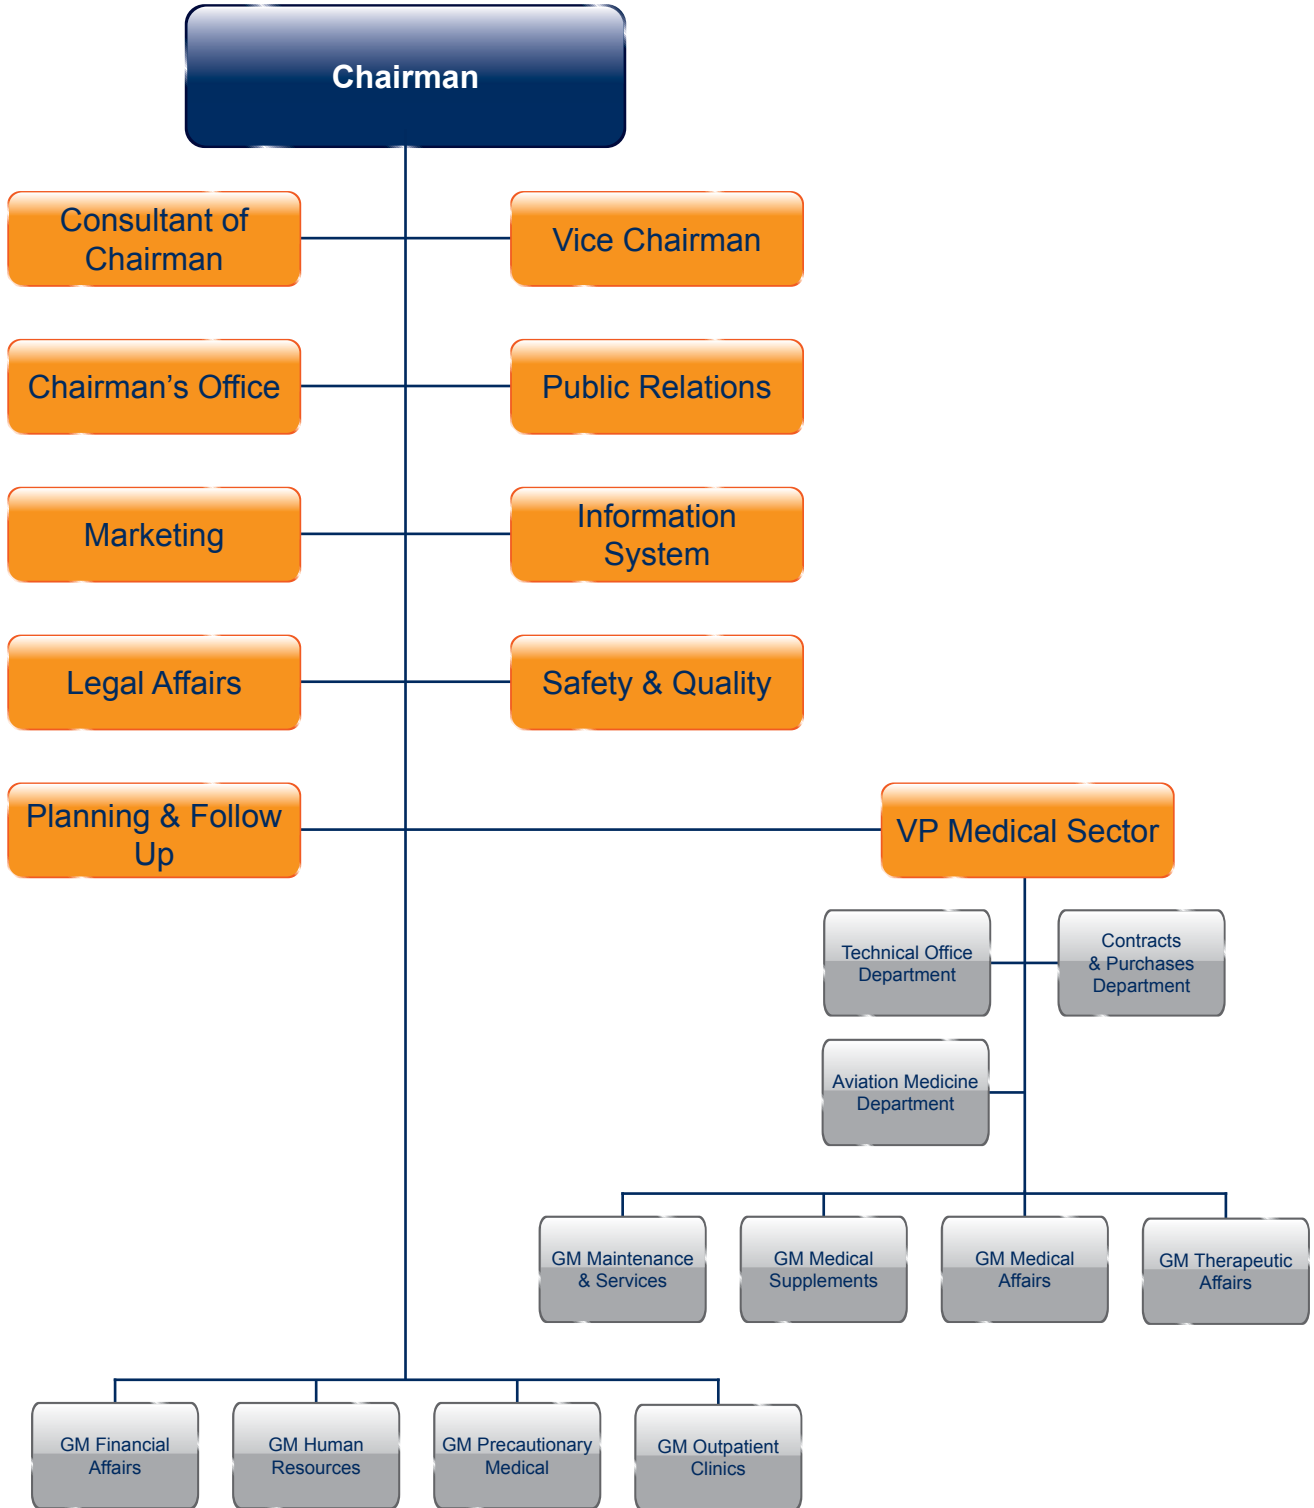 Chairman
Consultant of
Chairman
Vice Chairman
Chairman’s Office
Public Relations
Marketing
Information
System
Legal Affairs
Safety & Quality
Planning & Follow
Up
VP Medical Sector
Technical Office
Department
Contracts
& Purchases
Department
Aviation Medicine
Department
GM Maintenance
& Services
GM Medical
Supplements
GM Medical
Affairs
GM Therapeutic
Affairs
GM Financial
Affairs
GM Human
Resources
GM Precautionary
Medical
GM Outpatient
Clinics